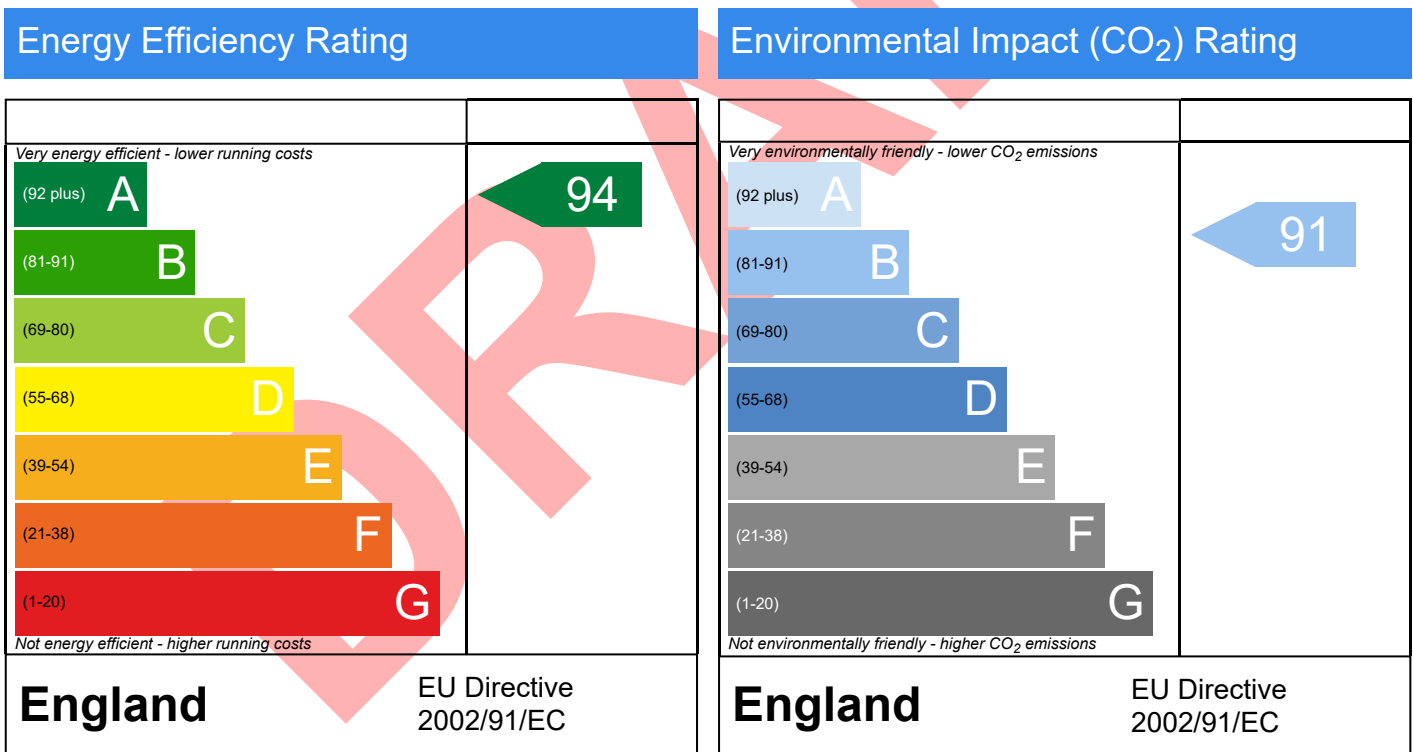 Energy Efficiency Rating
Very energy efficient - lower running costs
(92 plus) A
94
(81-91) B
(69-80) C
(55-68) D
(39-54) E
(21-38) F
(1-20) G
Not energy efficient - higher running costs
England
EU Directive
2002/91/EC
Environmental Impact (CO2) Rating
Very environmentally friendly - lower CO2 emissions
(92 plus) A
91
(81-91) B
(69-80) C
(55-68) D
(39-54) E
(21-38) F
(1-20) G
Not environmentally friendly - higher CO2 emissions
England
EU Directive
2002/91/EC
DRA